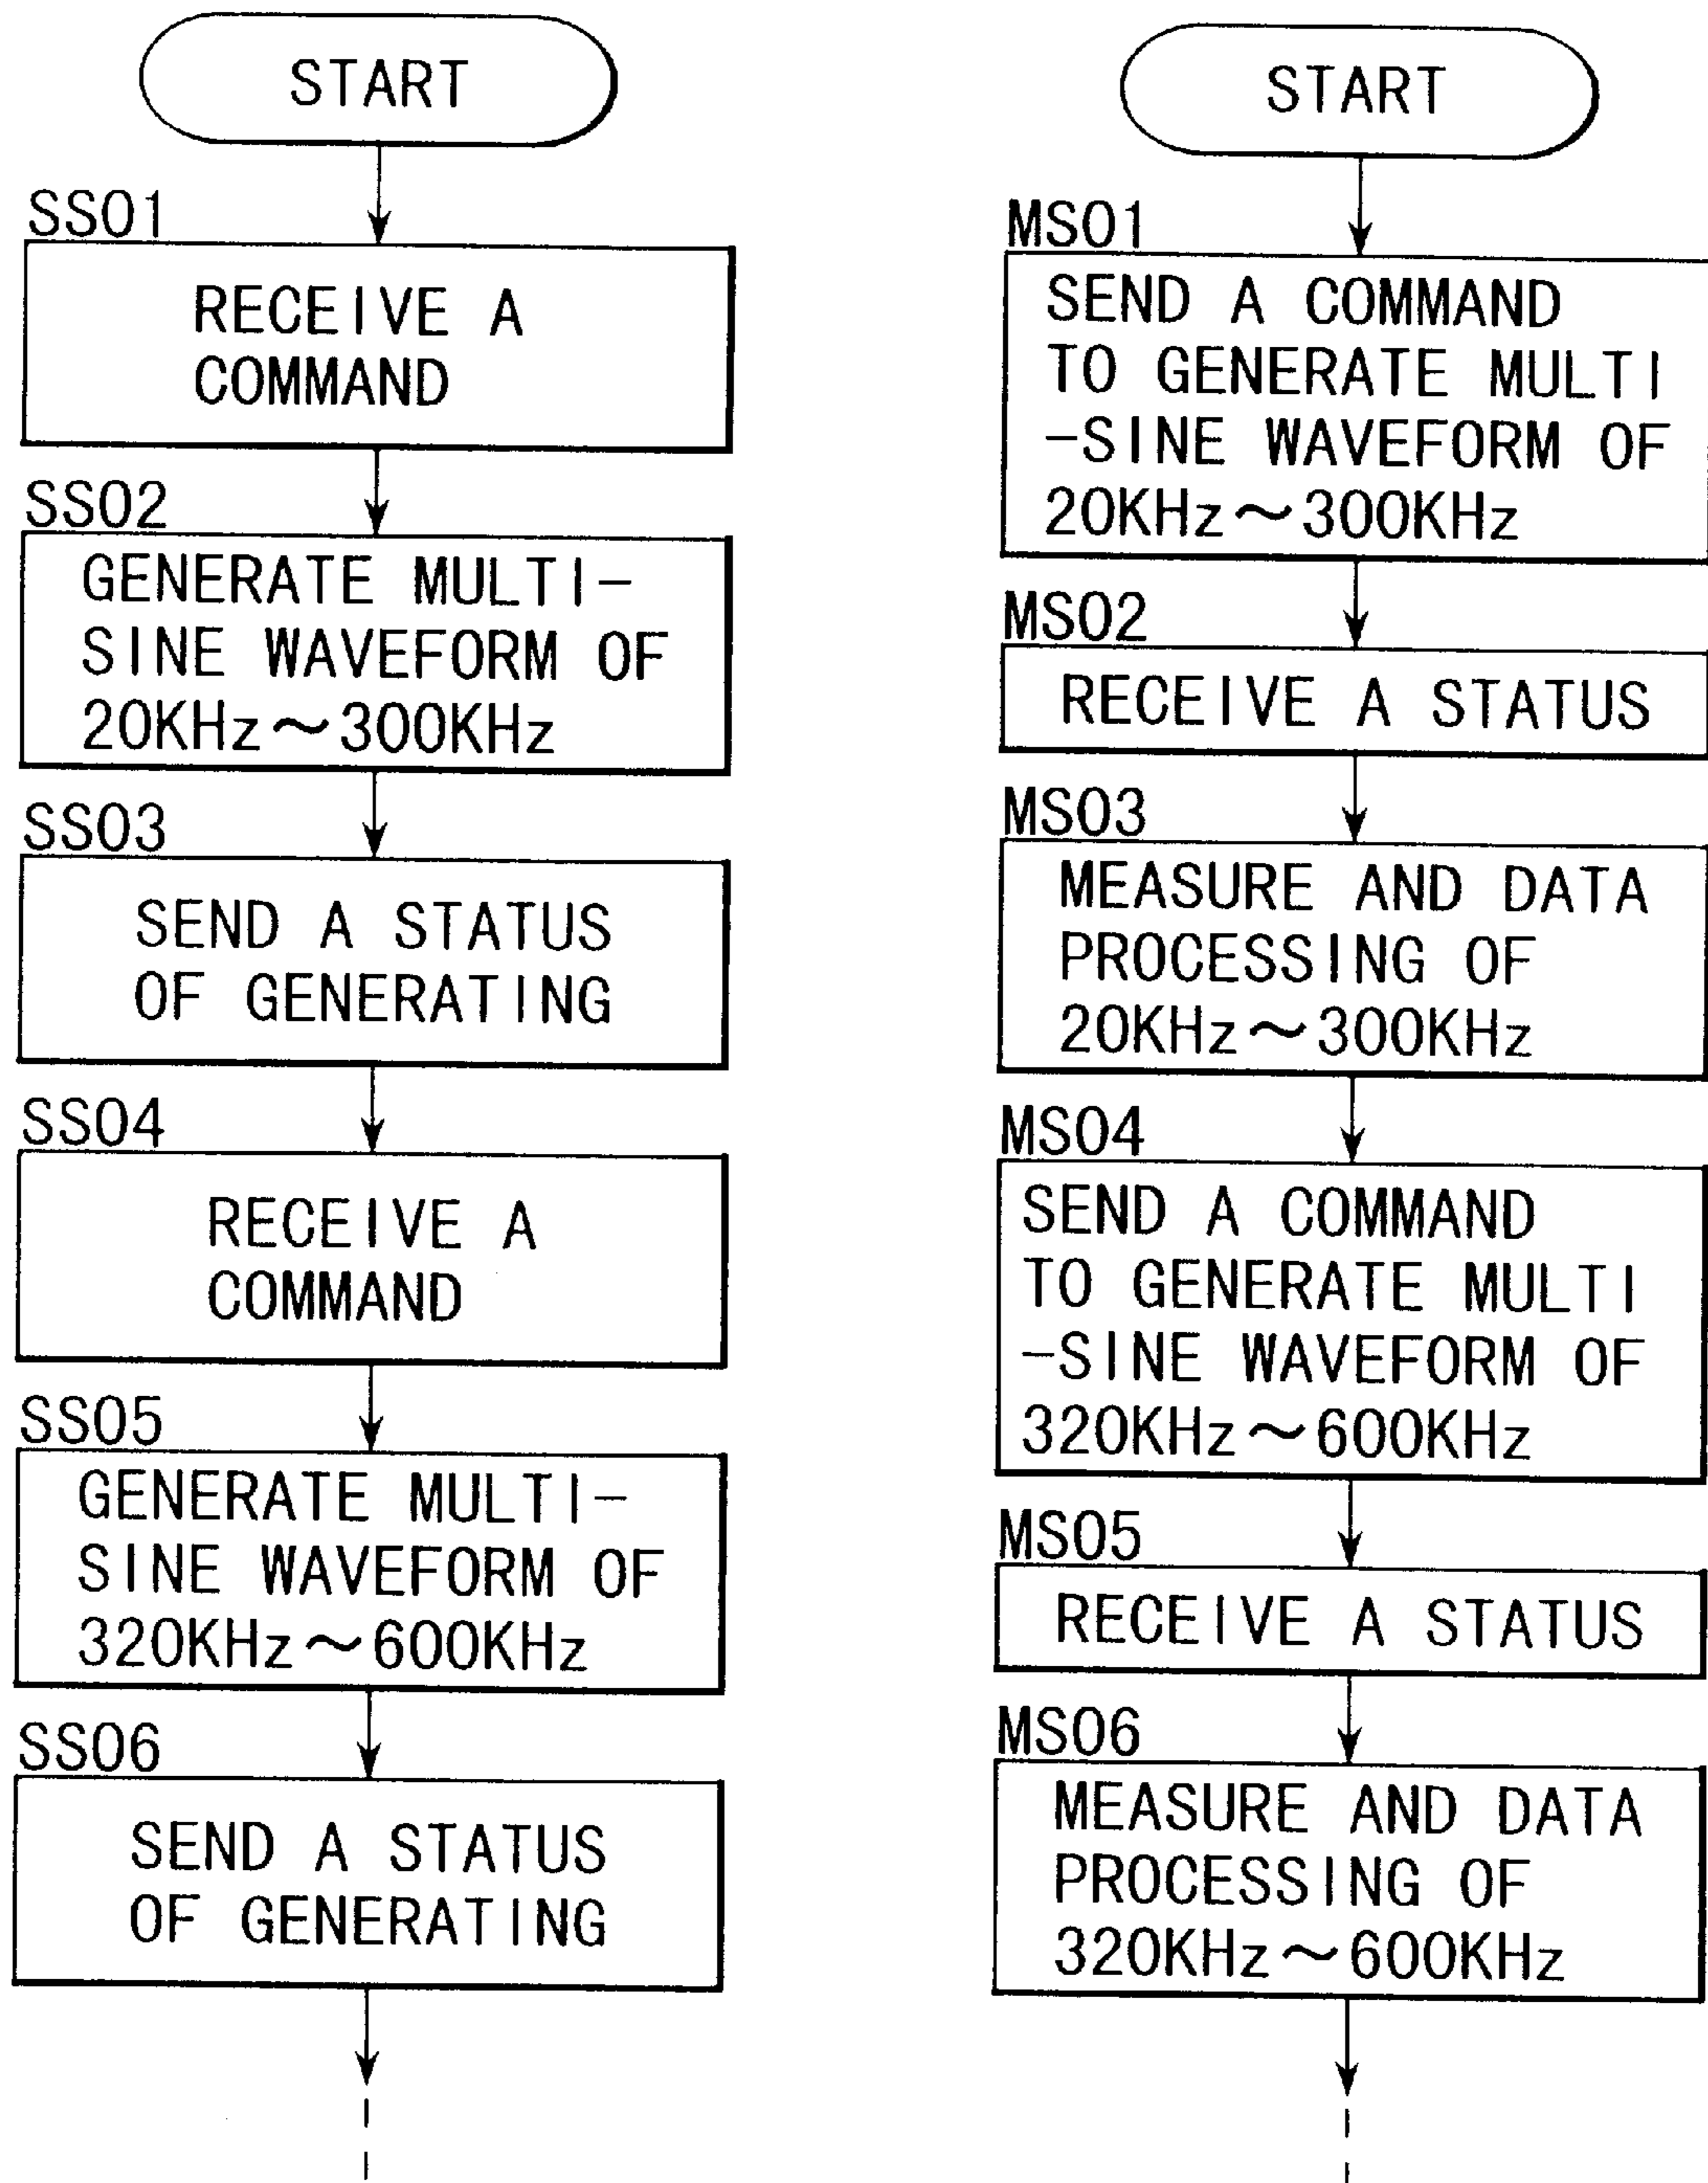 START
SS01
RECEIVE A
COMMAND
SS02
GENERATE MULTI-
SINE WAVEFORM OF
20KHz～300KHz
SS03
SEND A STATUS
OF GENERATING
SS04
RECEIVE A
COMMAND
SS05
GENERATE MULTI-
SINE WAVEFORM OF
320KHz～600KHz
SS06
SEND A STATUS
OF GENERATING
START
MS01
SEND A COMMAND
TO GENERATE MULTI
-SINE WAVEFORM OF
20KHz～300KHz
MS02
RECEIVE A STATUS
MS03
MEASURE AND DATA
PROCESSING OF
20KHz～300KHz
MS04
SEND A COMMAND
TO GENERATE MULTI
-SINE WAVEFORM OF
320KHz～600KHz
MS05
RECEIVE A STATUS
MS06
MEASURE AND DATA
PROCESSING OF
320KHz～600KHz